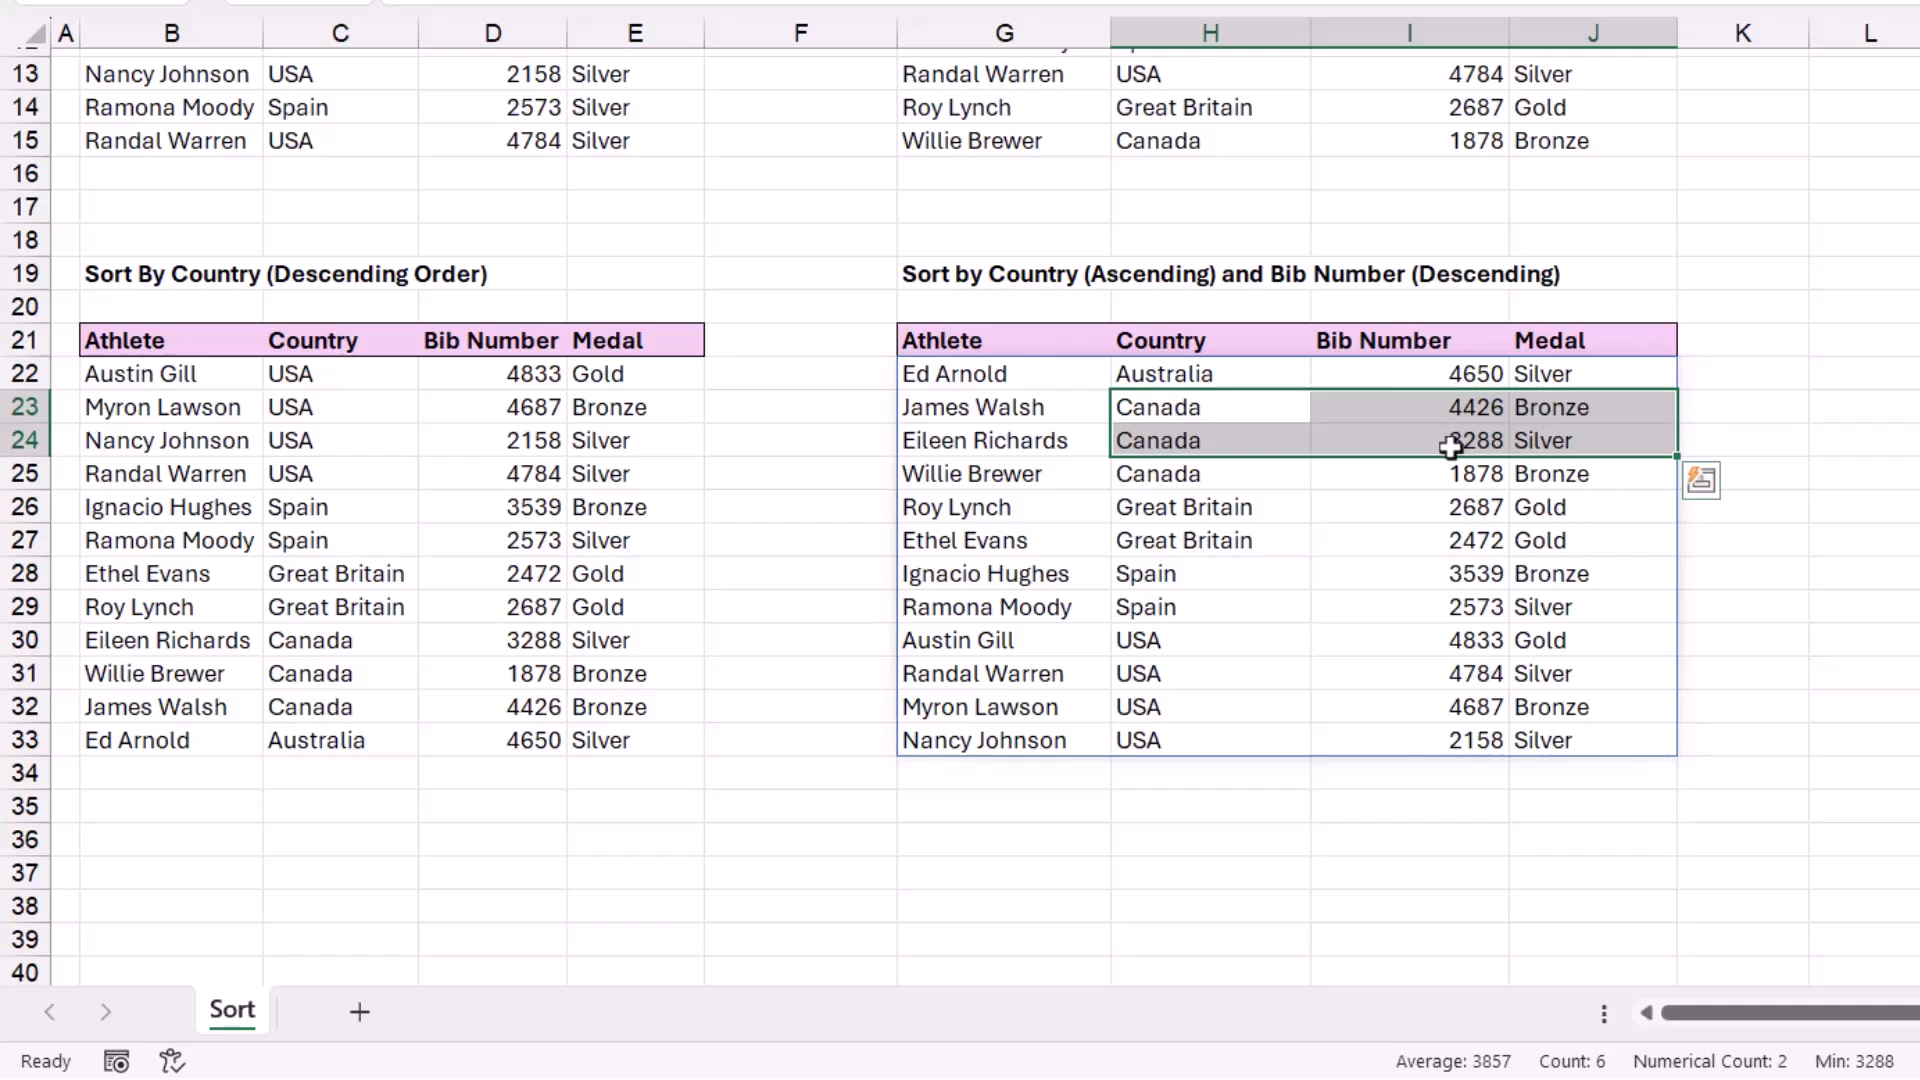 A B C D E F G H I J K L
13 Nancy Johnson USA 2158 Silver Randal Warren USA 4784 Silver
14 Ramona Moody Spain 2573 Silver Roy Lynch Great Britain 2687 Gold
15 Randal Warren USA 4784 Silver Willie Brewer Canada 1878 Bronze
16
17
18
19 Sort By Country (Descending Order) Sort by Country (Ascending) and Bib Number (Descending)
20
21 Athlete Country Bib Number Medal Athlete Country Bib Number Medal
22 Austin Gill USA 4833 Gold Ed Arnold Australia 4650 Silver
23 Myron Lawson USA 4687 Bronze James Walsh Canada 4426 Bronze
24 Nancy Johnson USA 2158 Silver Eileen Richards Canada 3288 Silver
25 Randal Warren USA 4784 Silver Willie Brewer Canada 1878 Bronze
26 Ignacio Hughes Spain 3539 Bronze Roy Lynch Great Britain 2687 Gold
27 Ramona Moody Spain 2573 Silver Ethel Evans Great Britain 2472 Gold
28 Ethel Evans Great Britain 2472 Gold Ignacio Hughes Spain 3539 Bronze
29 Roy Lynch Great Britain 2687 Gold Ramona Moody Spain 2573 Silver
30 Eileen Richards Canada 3288 Silver Austin Gill USA 4833 Gold
31 Willie Brewer Canada 1878 Bronze Randal Warren USA 4784 Silver
32 James Walsh Canada 4426 Bronze Myron Lawson USA 4687 Bronze
33 Ed Arnold Australia 4650 Silver Nancy Johnson USA 2158 Silver
34
35
36
37
38
39
40
Sort
Ready Average: 3857 Count: 6 Numerical Count: 2 Min: 3288